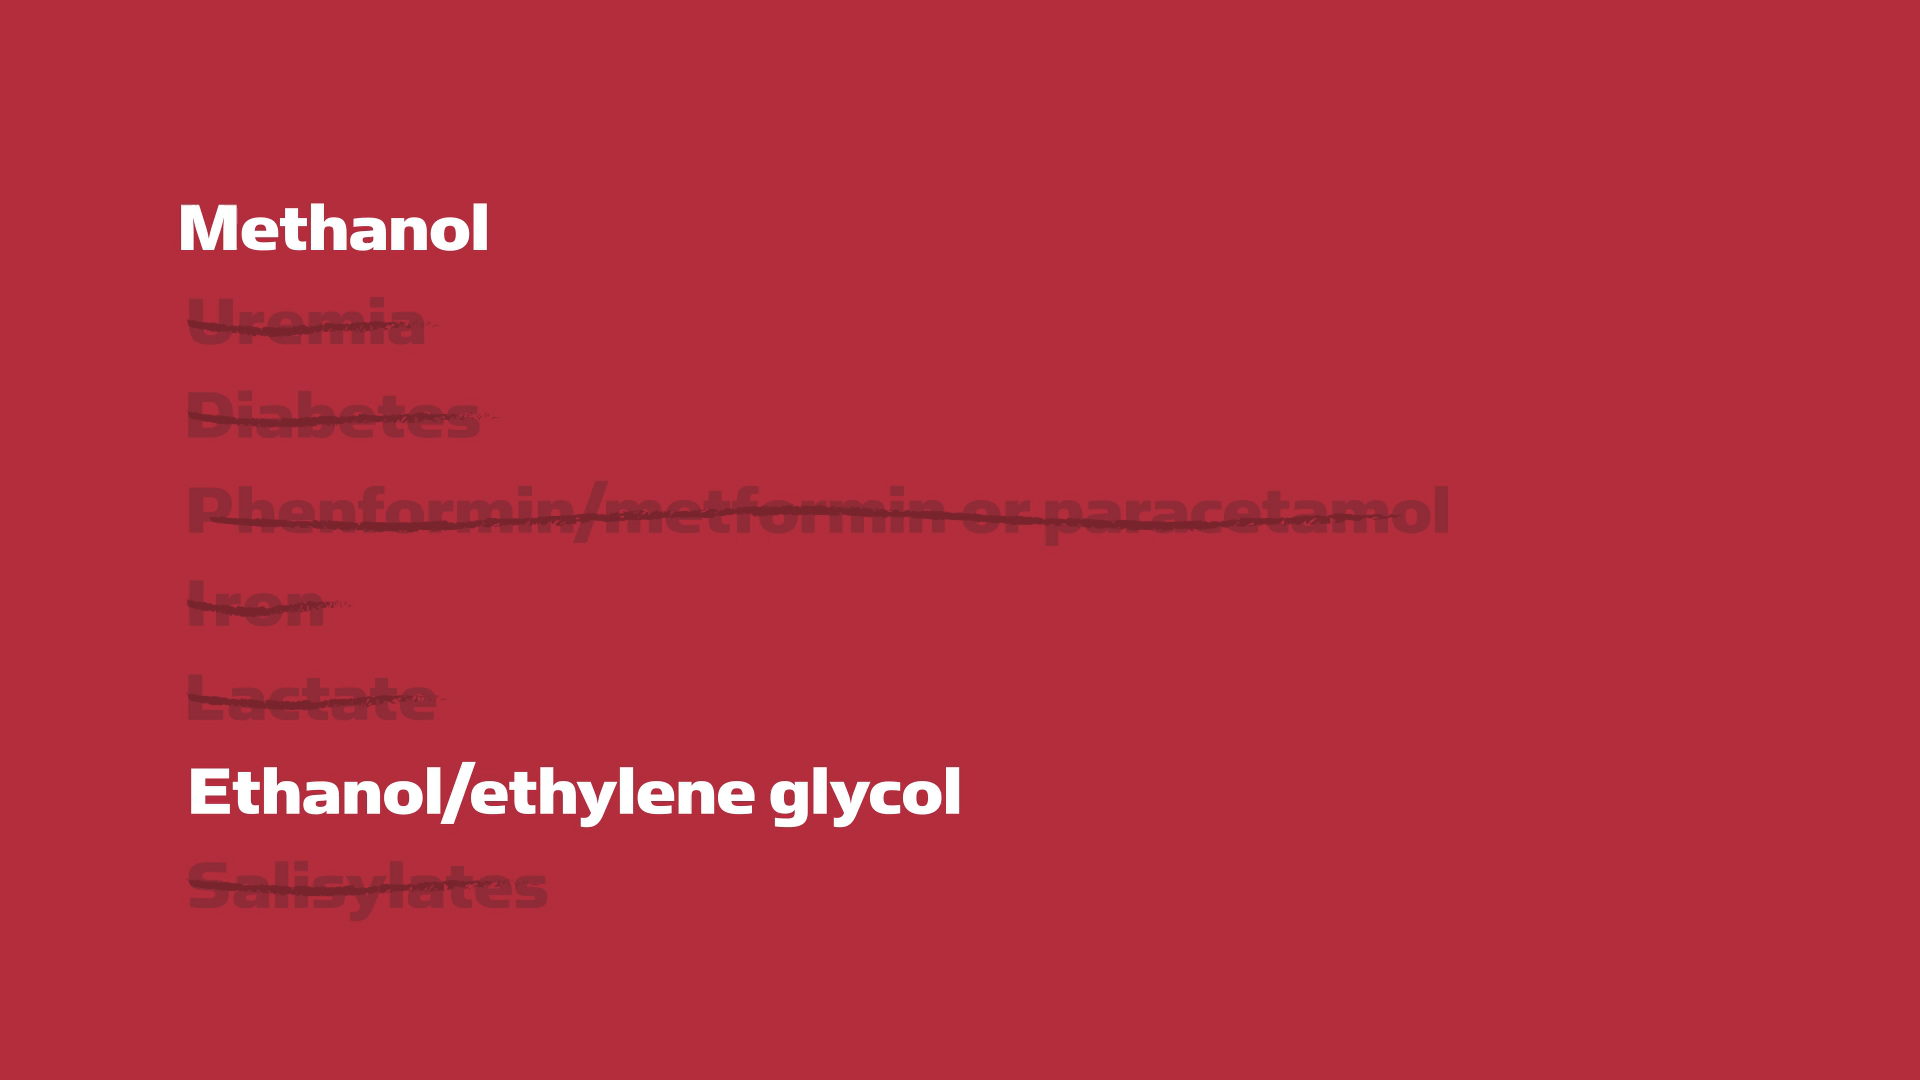 Methanol
Uremia
Diabetes
Phenformin/metformin or paracetamol
Iron
Lactate
Ethanol/ethylene glycol
Salisylates